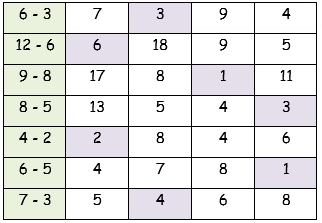 6 - 3 7 3 9 4
12 - 6 6 18 9 5
9 - 8 17 8 1 11
8 - 5 13 5 4 3
4 - 2 2 8 4 6
6 - 5 4 7 8 1
7 - 3 5 4 6 8